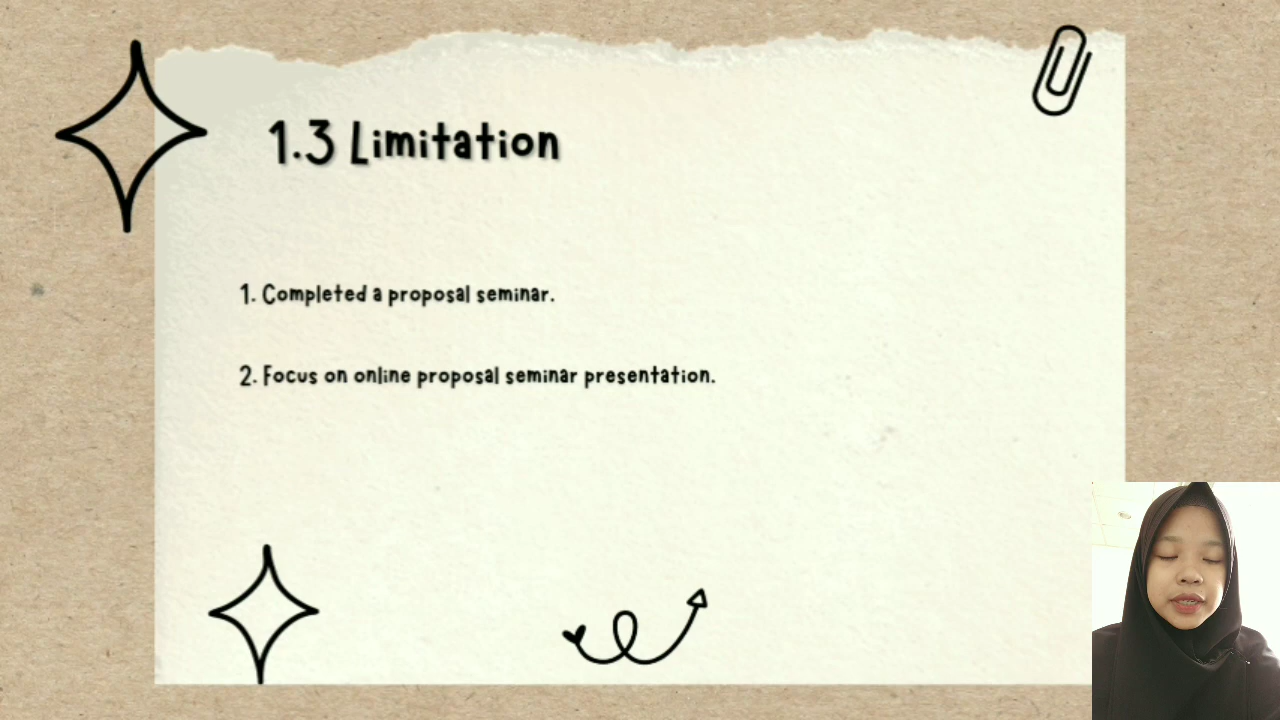 1.3 Limitation
1. Completed a proposal seminar.
2. Focus on online proposal seminar presentation.